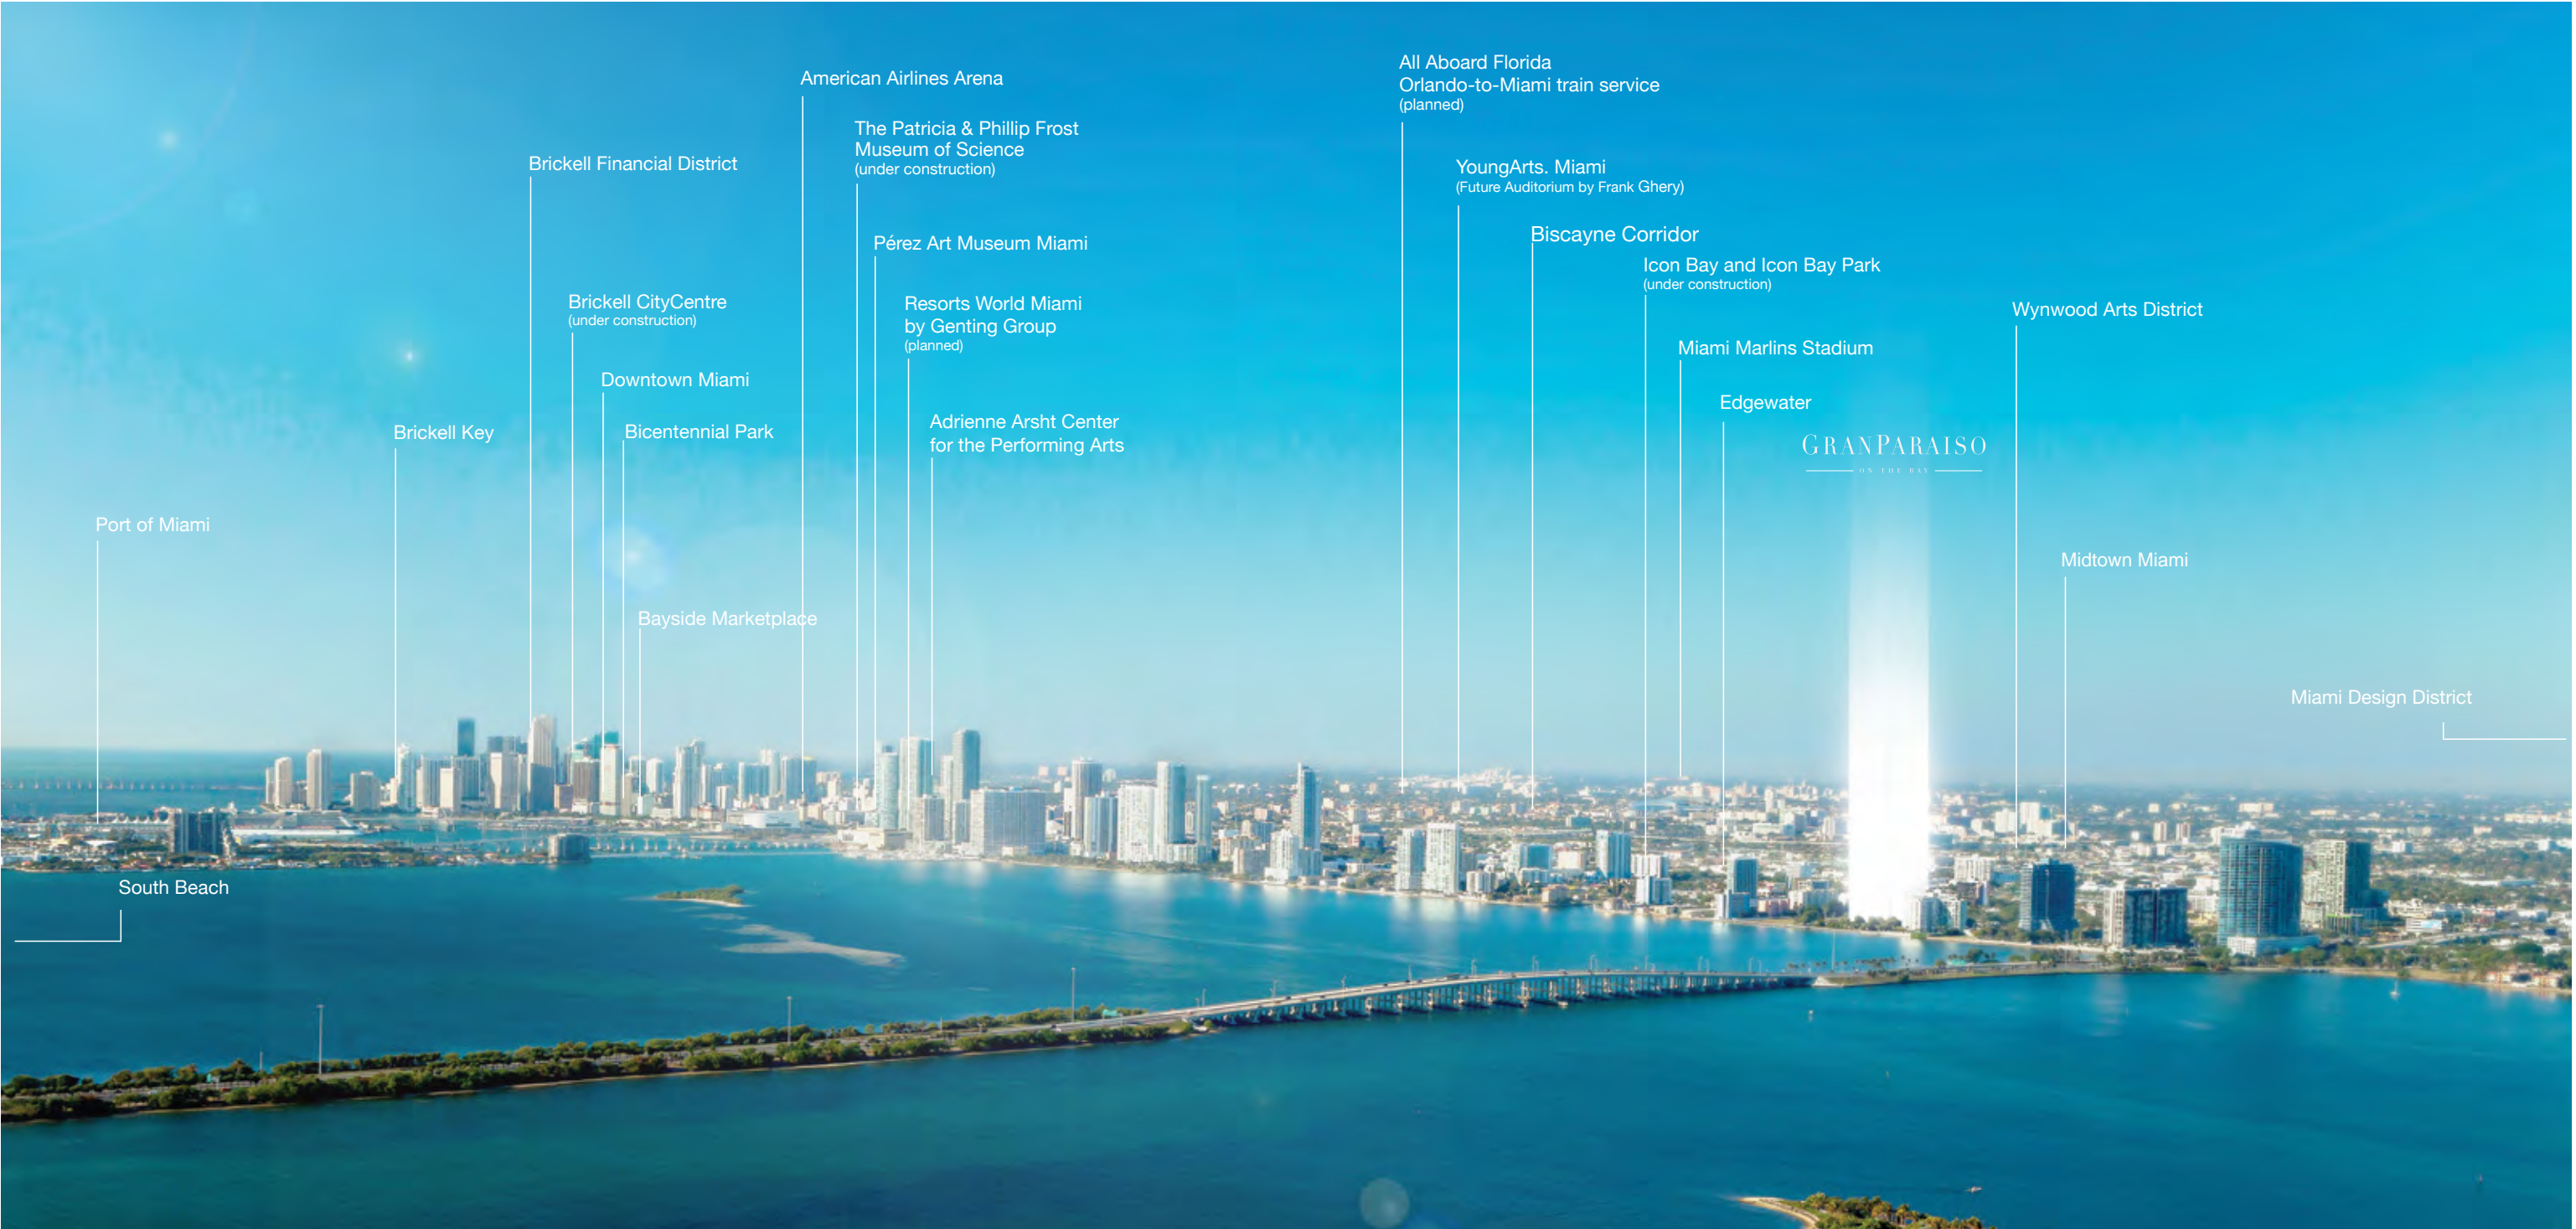 American Airlines Arena
The Patricia & Phillip Frost
Museum of Science
(under construction)
Brickell Financial District
Pérez Art Museum Miami
Brickell CityCentre
(under construction)
Resorts World Miami
by Genting Group
(planned)
Downtown Miami
Brickell Key
Bicentennial Park
Adrienne Arsht Center
for the Performing Arts
Port of Miami
Bayside Marketplace
South Beach
All Aboard Florida
Orlando-to-Miami train service
(planned)
YoungArts. Miami
(Future Auditorium by Frank Ghery)
Biscayne Corridor
Icon Bay and Icon Bay Park
(under construction)
Wynwood Arts District
Miami Marlins Stadium
Edgewater
GRANPARAISO
ON THE BAY
Midtown Miami
Miami Design District